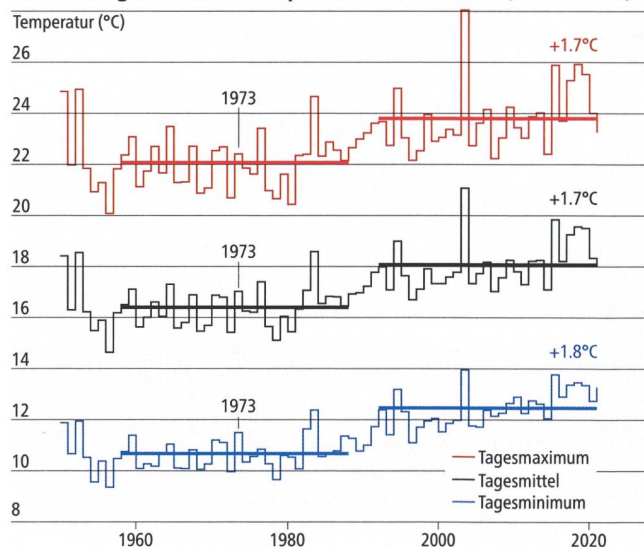 Temperatur (°C)
26
24
22
20
18
16
14
12
10
8
+1.7°C
1973
+1.7°C
1973
+1.8°C
1973
Tagesmaximum
Tagesmittel
Tagesminimum
1960
1980
2000
2020